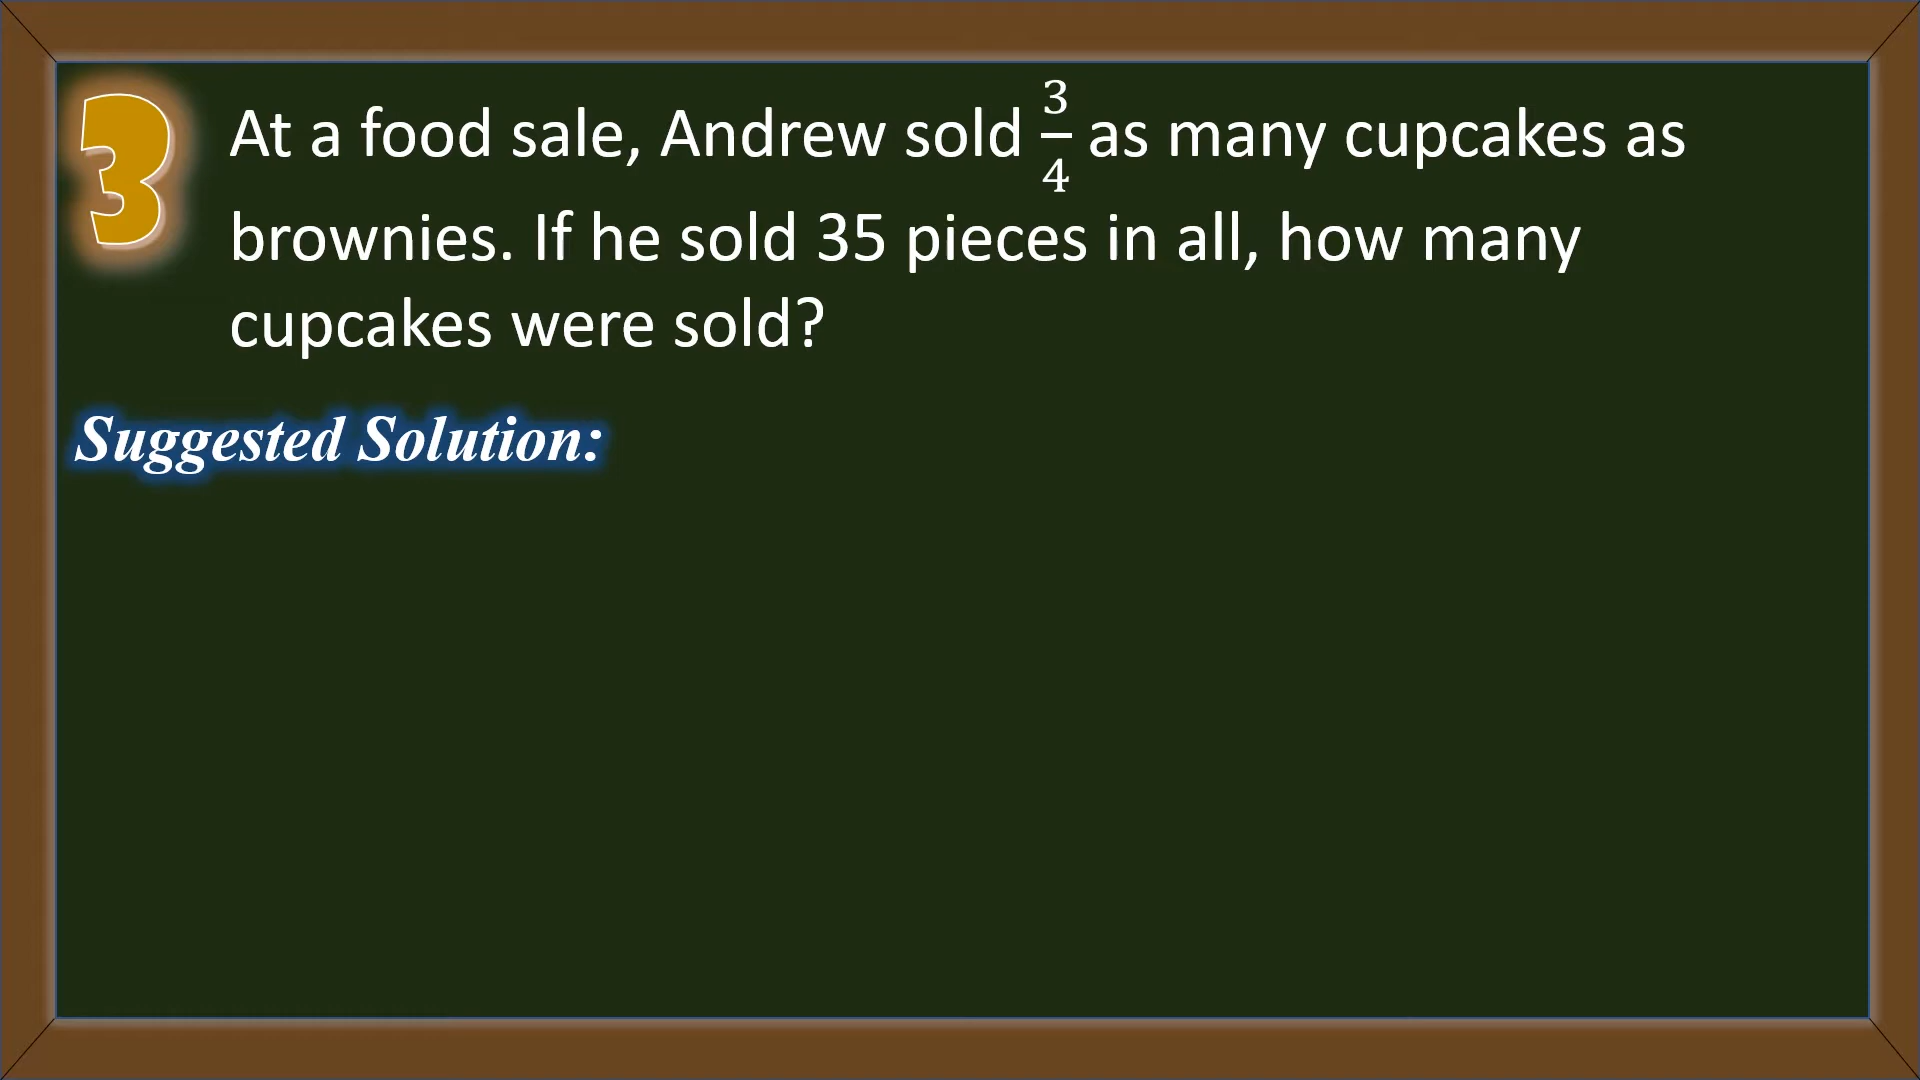 3
At a food sale, Andrew sold 3/4 as many cupcakes as
brownies. If he sold 35 pieces in all, how many
cupcakes were sold?
Suggested Solution: